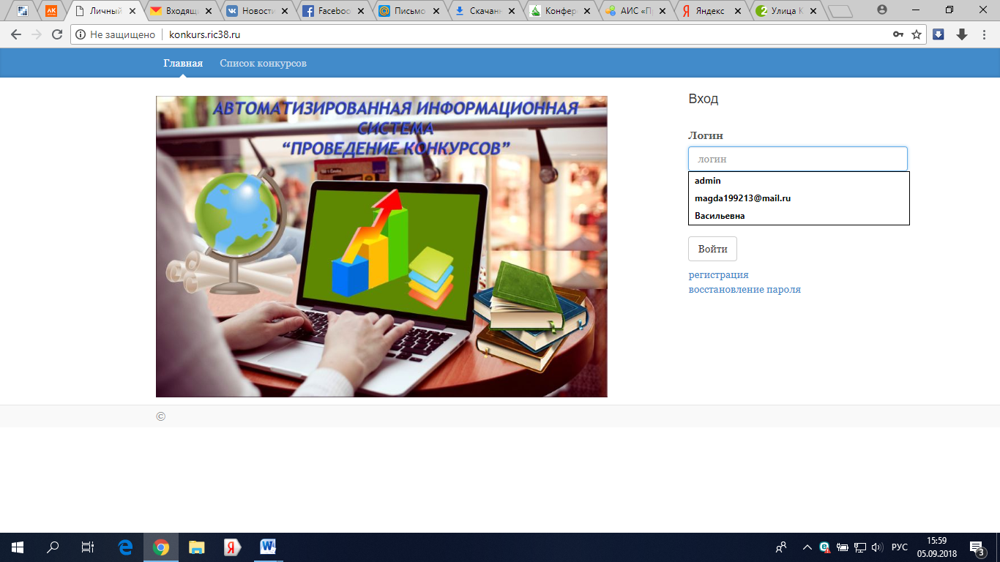 Личный
Входящ
Новост
Faceboo
Письмо
Скачан
Конфер
АИС «П
Яндекс
Улица К
Не защищено
konkurs.ric38.ru
Главная
Список конкурсов
АВТОМАТИЗИРОВАННАЯ ИНФОРМАЦИОННАЯ
СИСТЕМА
“ПРОВЕДЕНИЕ КОНКУРСОВ”
Вход
Логин
логин
admin
magda199213@mail.ru
Васильевна
Войти
регистрация
восстановление пароля
©
РУС
15:59
05.09.2018
3